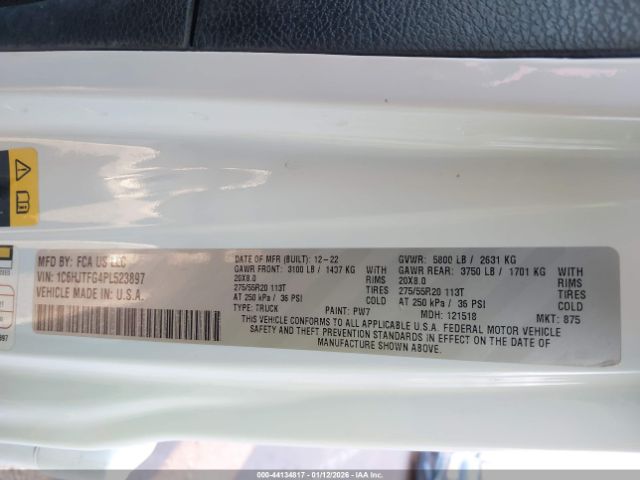 MFD BY: FCA US LLC
VIN: 1C6HJTFG4PL523897
VEHICLE MADE IN: U.S.A.
DATE OF MFR (BUILT): 12-22
GAWR FRONT: 3100 LB / 1407 KG WITH
20X8.0 RIMS
275/55R20 113T TIRES
AT 250 kPa / 36 PSI COLD
TYPE: TRUCK PAINT: PW7
GVWR: 5800 LB / 2631 KG
GAWR REAR: 3750 LB / 1701 KG WITH
20X8.0 RIMS
275/55R20 113T TIRES
AT 250 kPa / 36 PSI COLD
MDH: 121518 MKT: 875
THIS VEHICLE CONFORMS TO ALL APPLICABLE U.S.A. FEDERAL MOTOR VEHICLE
SAFETY AND THEFT PREVENTION STANDARDS IN EFFECT ON THE DATE OF
MANUFACTURE SHOWN ABOVE.
000-44134817 - 01/12/2026 - IAA Inc.